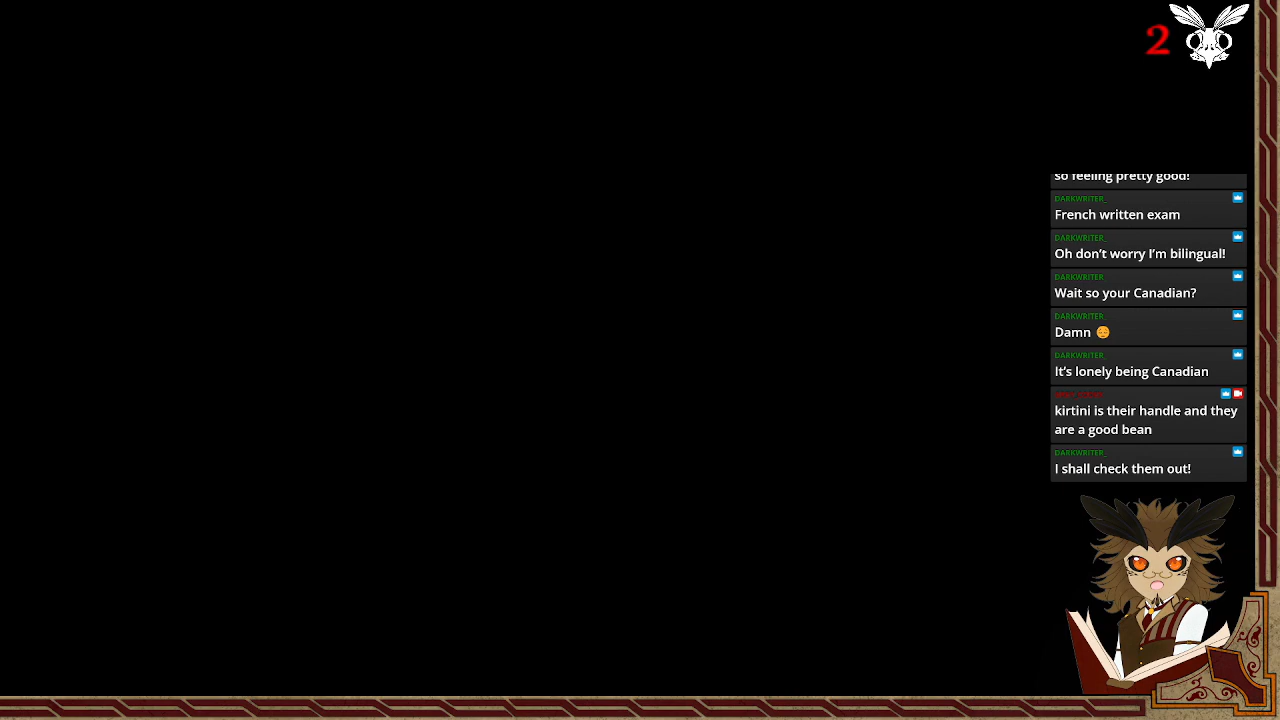 2
so feeling pretty good!
DARKWRITER_
French written exam
DARKWRITER_
Oh don't worry I'm bilingual!
DARKWRITER_
Wait so your Canadian?
DARKWRITER_
Damn 😔
DARKWRITER_
It's lonely being Canadian
kirtini is their handle and they
are a good bean
DARKWRITER_
I shall check them out!